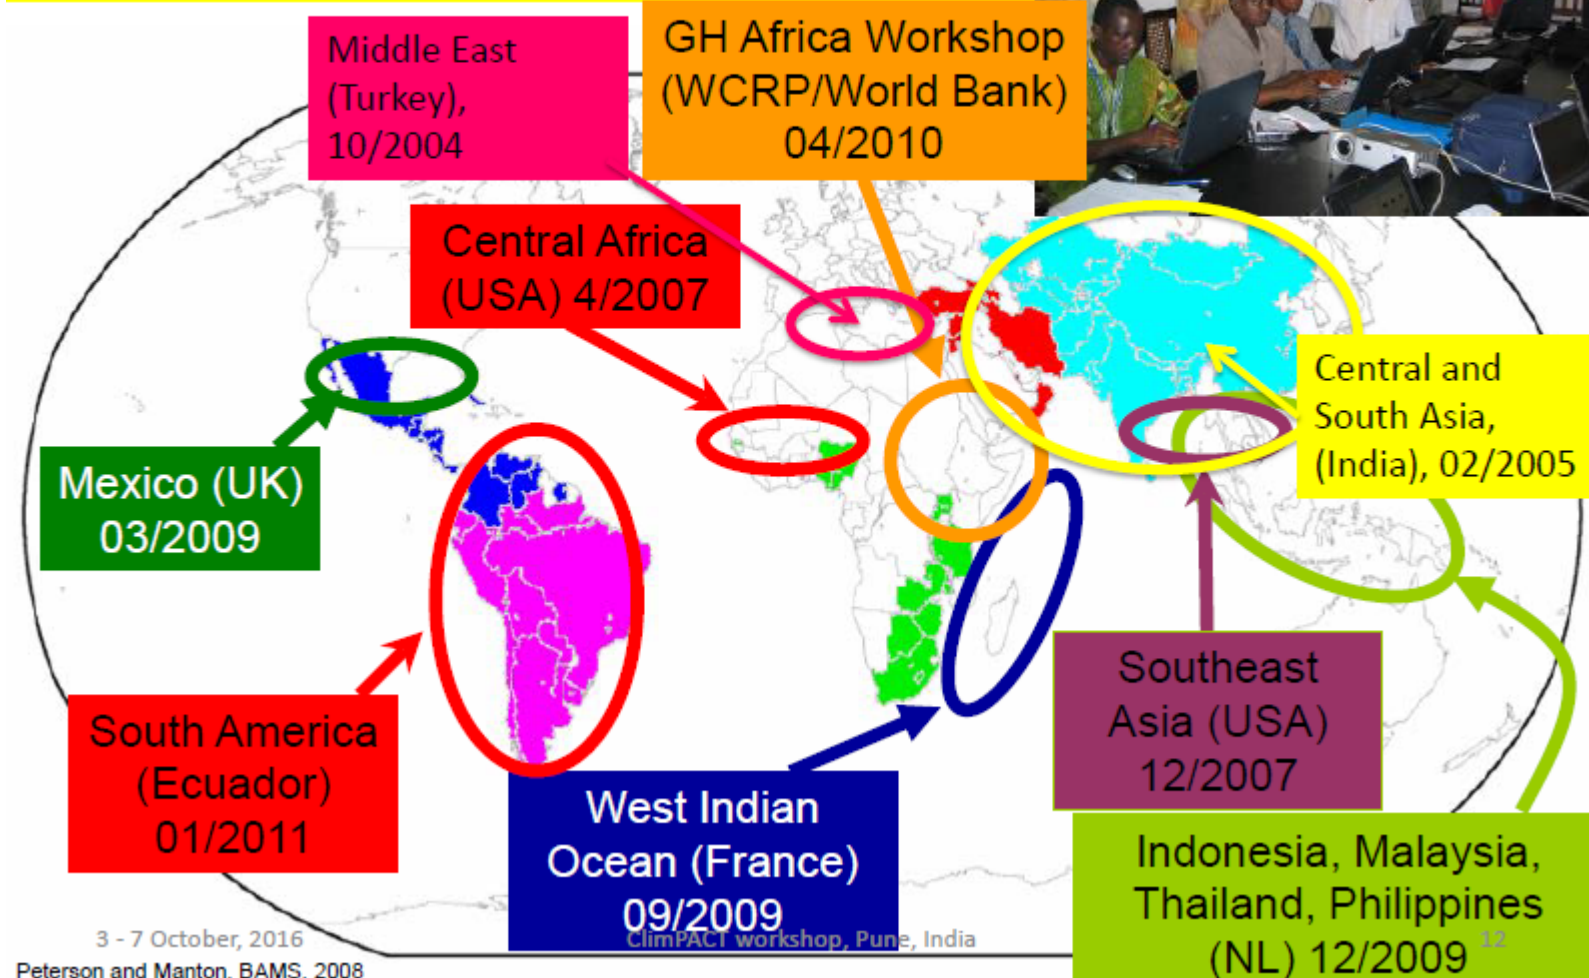 Middle East
(Turkey),
10/2004
GH Africa Workshop
(WCRP/World Bank)
04/2010
Central Africa
(USA) 4/2007
Central and
South Asia,
(India), 02/2005
Mexico (UK)
03/2009
Southeast
Asia (USA)
12/2007
South America
(Ecuador)
01/2011
West Indian
Ocean (France)
09/2009
Indonesia, Malaysia,
Thailand, Philippines
(NL) 12/2009
3 - 7 October, 2016
ClimPACT workshop, Pune, India
12
Peterson and Manton, BAMS, 2008